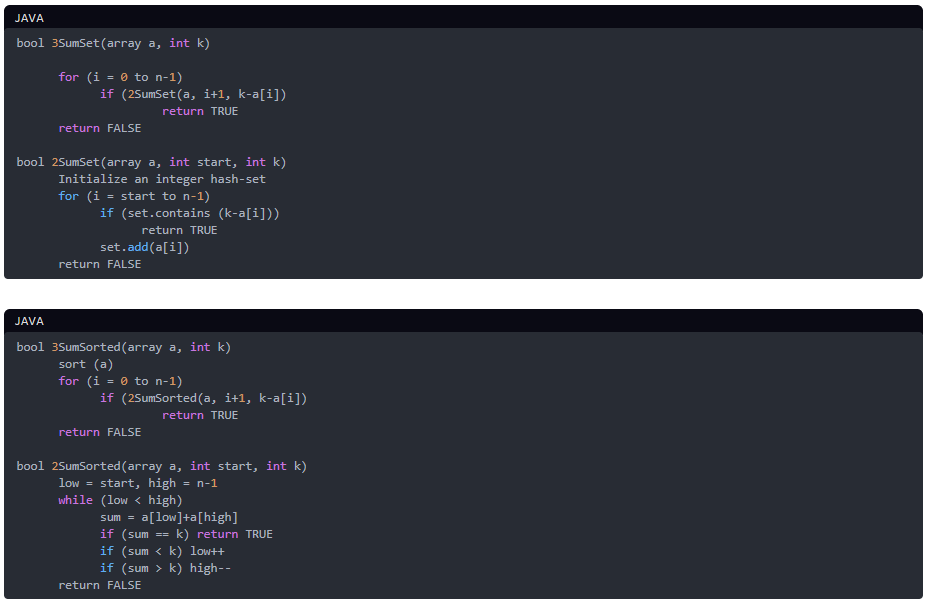 JAVA
bool 3SumSet(array a, int k)
for (i = 0 to n-1)
if (2SumSet(a, i+1, k-a[i])
return TRUE
return FALSE
bool 2SumSet(array a, int start, int k)
Initialize an integer hash-set
for (i = start to n-1)
if (set.contains (k-a[i]))
return TRUE
set.add(a[i])
return FALSE
JAVA
bool 3SumSorted(array a, int k)
sort (a)
for (i = 0 to n-1)
if (2SumSorted(a, i+1, k-a[i])
return TRUE
return FALSE
bool 2SumSorted(array a, int start, int k)
low = start, high = n-1
while (low < high)
sum = a[low]+a[high]
if (sum == k) return TRUE
if (sum < k) low++
if (sum > k) high--
return FALSE